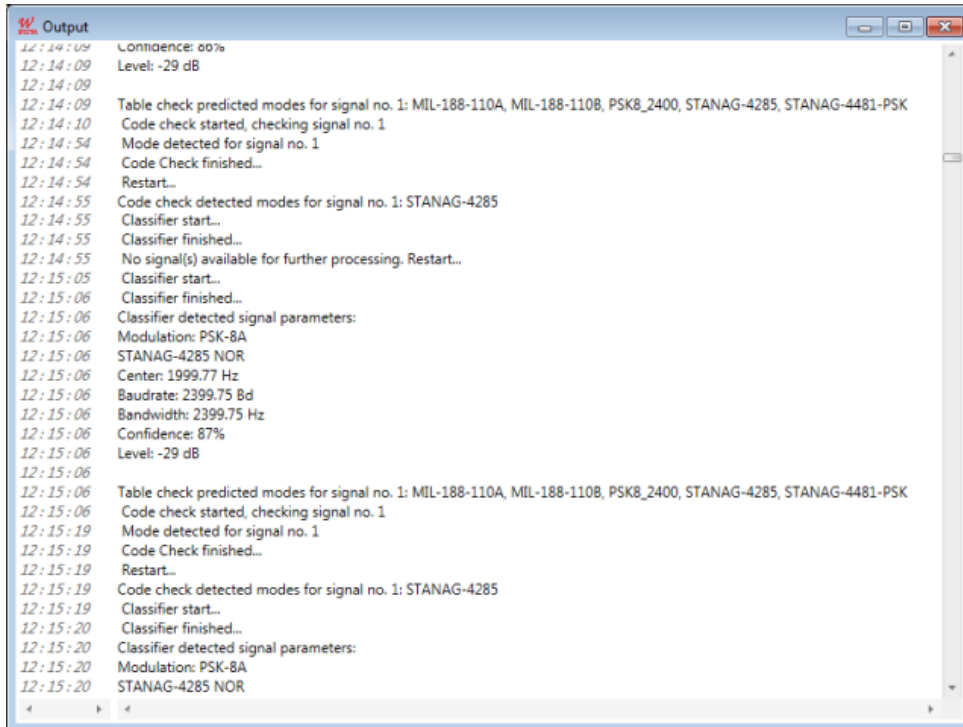 W SPECTRA Output
12:14:09 Confidence: 86%
12:14:09 Level: -29 dB
12:14:09
12:14:09 Table check predicted modes for signal no. 1: MIL-188-110A, MIL-188-110B, PSK8_2400, STANAG-4285, STANAG-4481-PSK
12:14:10 Code check started, checking signal no. 1
12:14:54 Mode detected for signal no. 1
12:14:54 Code Check finished...
12:14:54 Restart...
12:14:55 Code check detected modes for signal no. 1: STANAG-4285
12:14:55 Classifier start...
12:14:55 Classifier finished...
12:14:55 No signal(s) available for further processing. Restart...
12:15:05 Classifier start...
12:15:06 Classifier finished...
12:15:06 Classifier detected signal parameters:
12:15:06 Modulation: PSK-8A
12:15:06 STANAG-4285 NOR
12:15:06 Center: 1999.77 Hz
12:15:06 Baudrate: 2399.75 Bd
12:15:06 Bandwidth: 2399.75 Hz
12:15:06 Confidence: 87%
12:15:06 Level: -29 dB
12:15:06
12:15:06 Table check predicted modes for signal no. 1: MIL-188-110A, MIL-188-110B, PSK8_2400, STANAG-4285, STANAG-4481-PSK
12:15:06 Code check started, checking signal no. 1
12:15:19 Mode detected for signal no. 1
12:15:19 Code Check finished...
12:15:19 Restart...
12:15:19 Code check detected modes for signal no. 1: STANAG-4285
12:15:19 Classifier start...
12:15:20 Classifier finished...
12:15:20 Classifier detected signal parameters:
12:15:20 Modulation: PSK-8A
12:15:20 STANAG-4285 NOR